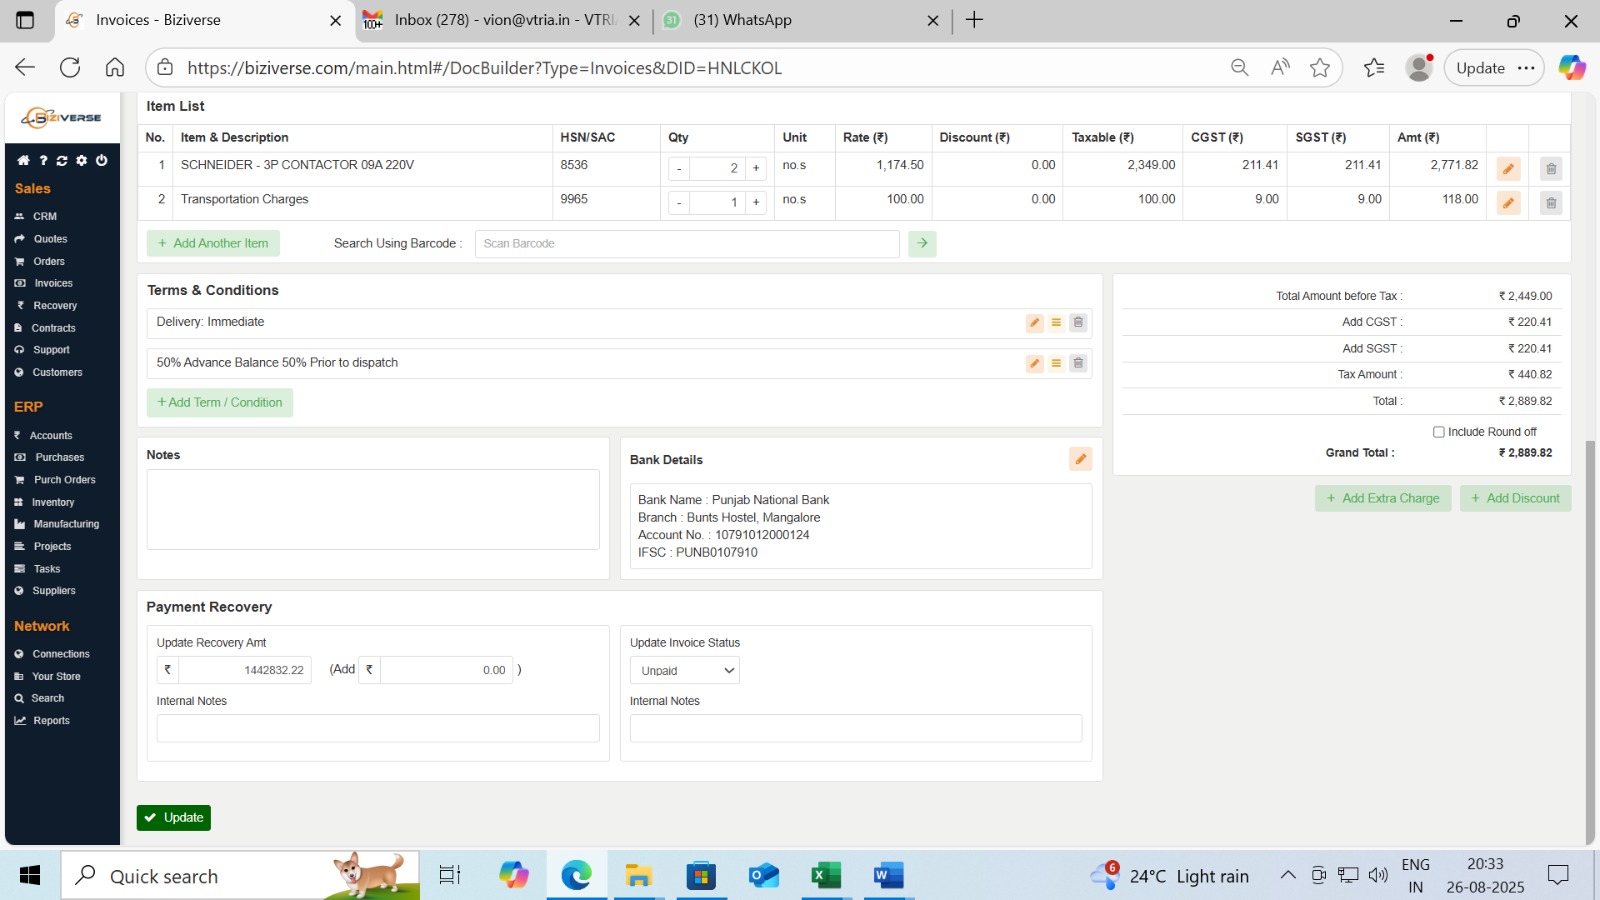 Invoices - Biziverse
Inbox (278) - vion@vtria.in - VTRI
(31) WhatsApp
https://biziverse.com/main.html#/DocBuilder?Type=Invoices&DID=HNLCKOL
Update
BIZIVERSE
Sales
CRM
Quotes
Orders
Invoices
Recovery
Contracts
Support
Customers
ERP
Accounts
Purchases
Purch Orders
Inventory
Manufacturing
Projects
Tasks
Suppliers
Network
Connections
Your Store
Search
Reports
Item List
No. Item & Description HSN/SAC Qty Unit Rate (₹) Discount (₹) Taxable (₹) CGST (₹) SGST (₹) Amt (₹)
1 SCHNEIDER - 3P CONTACTOR 09A 220V 8536 - 2 + no.s 1,174.50 0.00 2,349.00 211.41 211.41 2,771.82
2 Transportation Charges 9965 - 1 + no.s 100.00 0.00 100.00 9.00 9.00 118.00
+ Add Another Item Search Using Barcode : Scan Barcode
Terms & Conditions
Delivery: Immediate
50% Advance Balance 50% Prior to dispatch
+ Add Term / Condition
Total Amount before Tax : ₹ 2,449.00
Add CGST : ₹ 220.41
Add SGST : ₹ 220.41
Tax Amount : ₹ 440.82
Total : ₹ 2,889.82
Include Round off
Grand Total : ₹ 2,889.82
+ Add Extra Charge + Add Discount
Notes
Bank Details
Bank Name : Punjab National Bank
Branch : Bunts Hostel, Mangalore
Account No. : 10791012000124
IFSC : PUNB0107910
Payment Recovery
Update Recovery Amt
₹ 1442832.22 (Add ₹ 0.00 )
Internal Notes
Update Invoice Status
Unpaid
Internal Notes
Update
Quick search
6
24°C Light rain
ENG
IN
20:33
26-08-2025